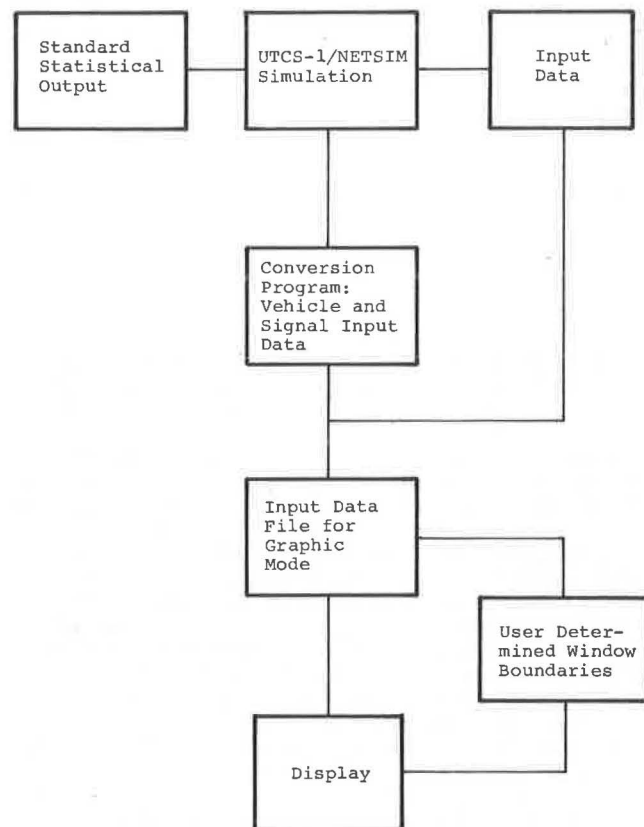 Standard
Statistical
Output
UTCS-1/NETSIM
Simulation
Input
Data
Conversion
Program:
Vehicle and
Signal Input
Data
Input Data
File for
Graphic
Mode
User Deter-
mined Window
Boundaries
Display